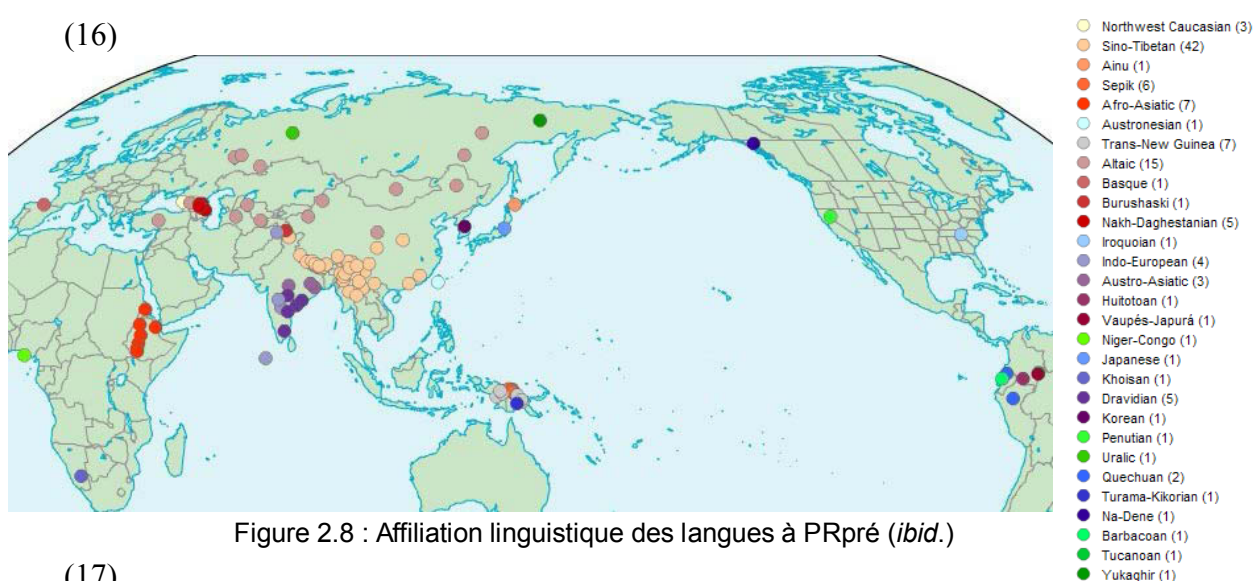 (16)
Northwest Caucasian (3)
Sino-Tibetan (42)
Ainu (1)
Sepik (6)
Afro-Asiatic (7)
Austronesian (1)
Trans-New Guinea (7)
Altaic (15)
Basque (1)
Burushaski (1)
Nakh-Daghestanian (5)
Iroquoian (1)
Indo-European (4)
Austro-Asiatic (3)
Huitotoan (1)
Vaupés-Japurá (1)
Niger-Congo (1)
Japanese (1)
Khoisan (1)
Dravidian (5)
Korean (1)
Penutian (1)
Uralic (1)
Quechuan (2)
Turama-Kikorian (1)
Na-Dene (1)
Barbacoan (1)
Tucanoan (1)
Yukaghir (1)
Figure 2.8 : Affiliation linguistique des langues à PRpré (ibid.)
(17)